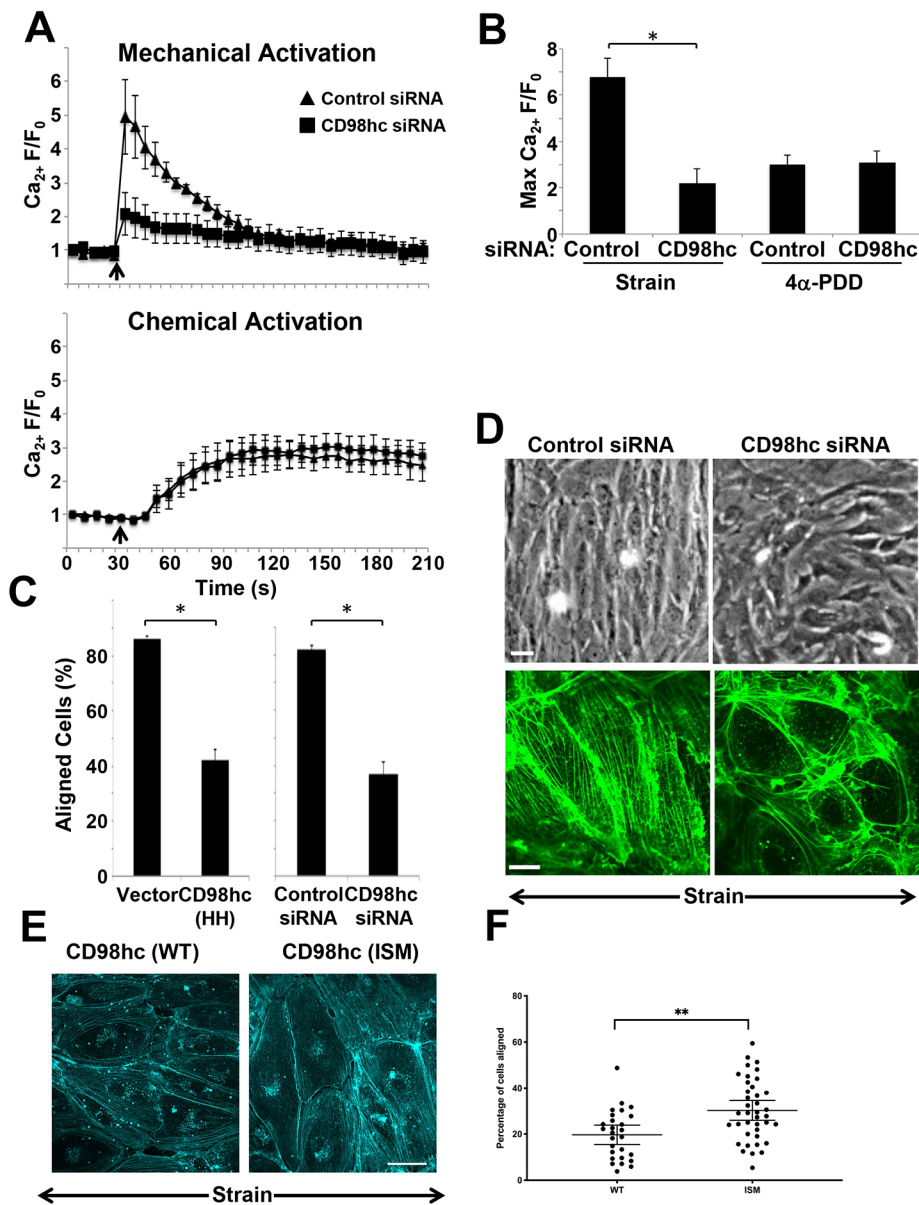 A
Mechanical Activation
Ca2+ F/F0
6
5
4
3
2
1
Control siRNA
CD98hc siRNA
Chemical Activation
Ca2+ F/F0
6
5
4
3
2
1
0 30 60 90 120 150 180 210
Time (s)
B
Max Ca2+ F/F0
8
6
4
2
0
*
siRNA: Control CD98hc Control CD98hc
Strain 4α-PDD
C
Aligned Cells (%)
80
60
40
20
0
* *
Vector CD98hc (HH)
Control siRNA CD98hc siRNA
D
Control siRNA CD98hc siRNA
Strain
E
CD98hc (WT) CD98hc (ISM)
Strain
F
Percentage of cells aligned
80
60
40
20
0
**
WT ISM